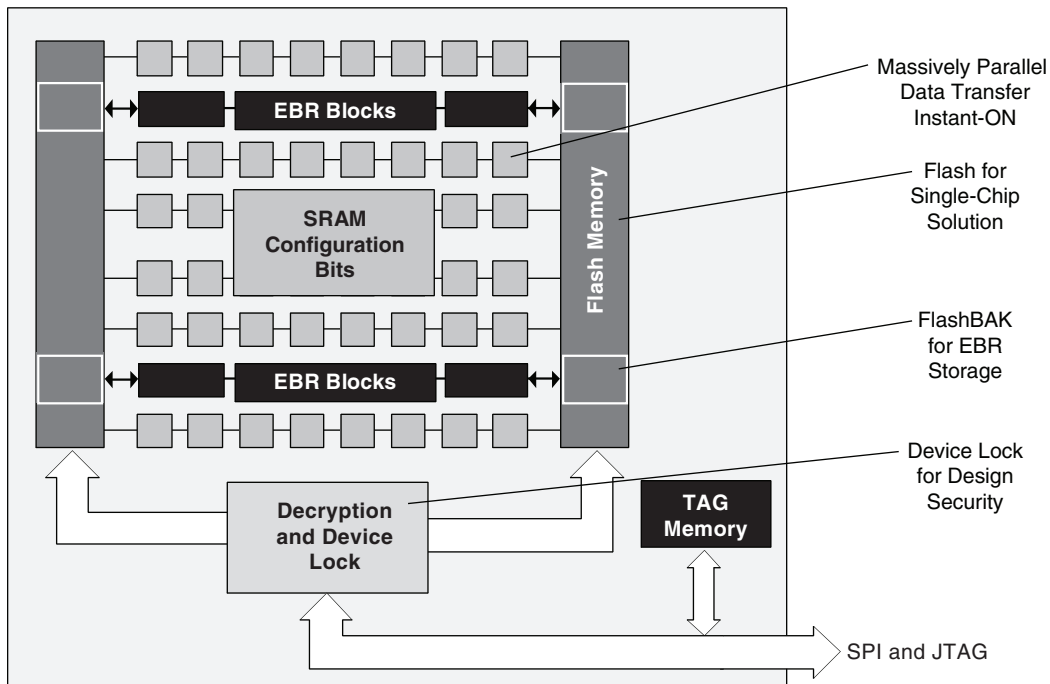 EBR Blocks
SRAM
Configuration
Bits
EBR Blocks
Flash Memory
Decryption
and Device
Lock
TAG
Memory
Massively Parallel
Data Transfer
Instant-ON
Flash for
Single-Chip
Solution
FlashBAK
for EBR
Storage
Device Lock
for Design
Security
SPI and JTAG